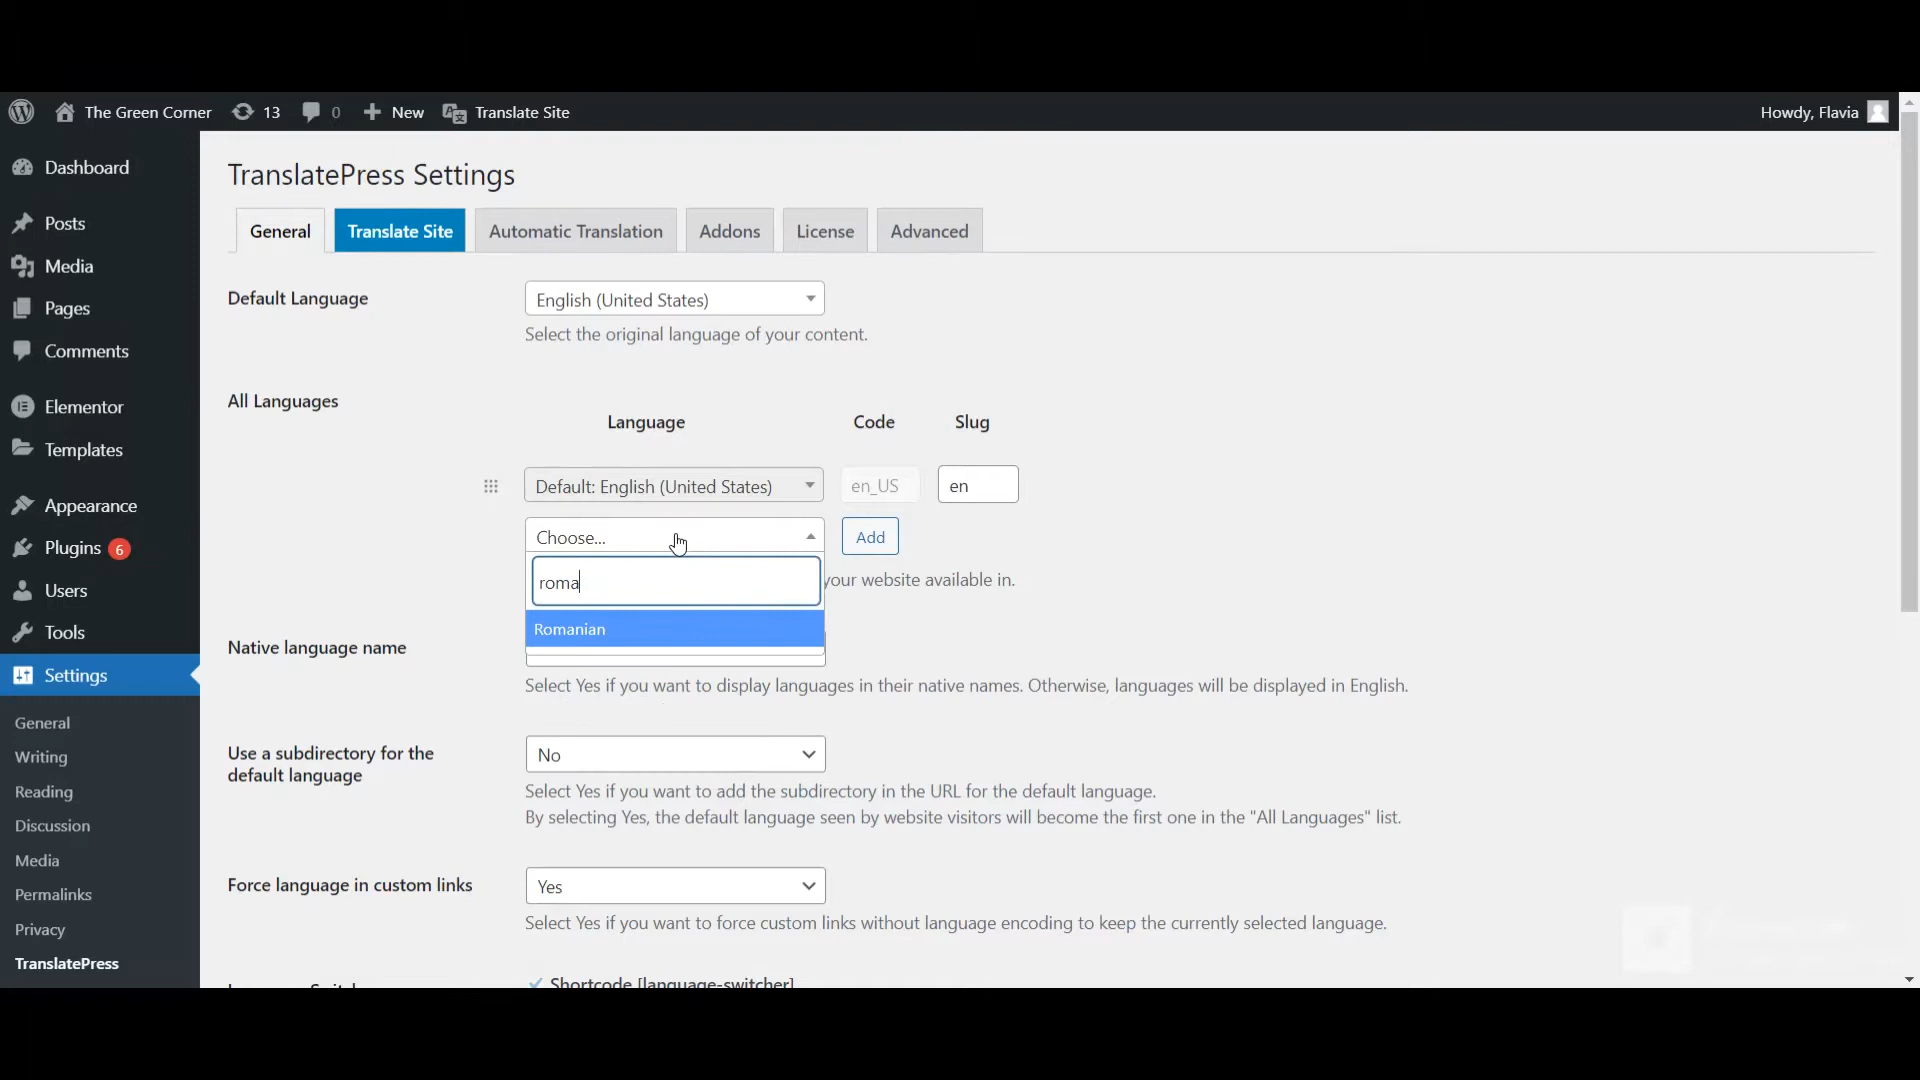 The Green Corner
13
0
New
Translate Site
Howdy, Flavia
Dashboard
Posts
Media
Pages
Comments
Elementor
Templates
Appearance
Plugins 6
Users
Tools
Settings
General
Writing
Reading
Discussion
Media
Permalinks
Privacy
TranslatePress
TranslatePress Settings
General
Translate Site
Automatic Translation
Addons
License
Advanced
Default Language
English (United States)
Select the original language of your content.
All Languages
Language Code Slug
Default: English (United States)
en_US
en
Choose...
Add
roma
your website available in.
Romanian
Native language name
Select Yes if you want to display languages in their native names. Otherwise, languages will be displayed in English.
Use a subdirectory for the
default language
No
Select Yes if you want to add the subdirectory in the URL for the default language.
By selecting Yes, the default language seen by website visitors will become the first one in the "All Languages" list.
Force language in custom links
Yes
Select Yes if you want to force custom links without language encoding to keep the currently selected language.
Shortcode [language-switcher]